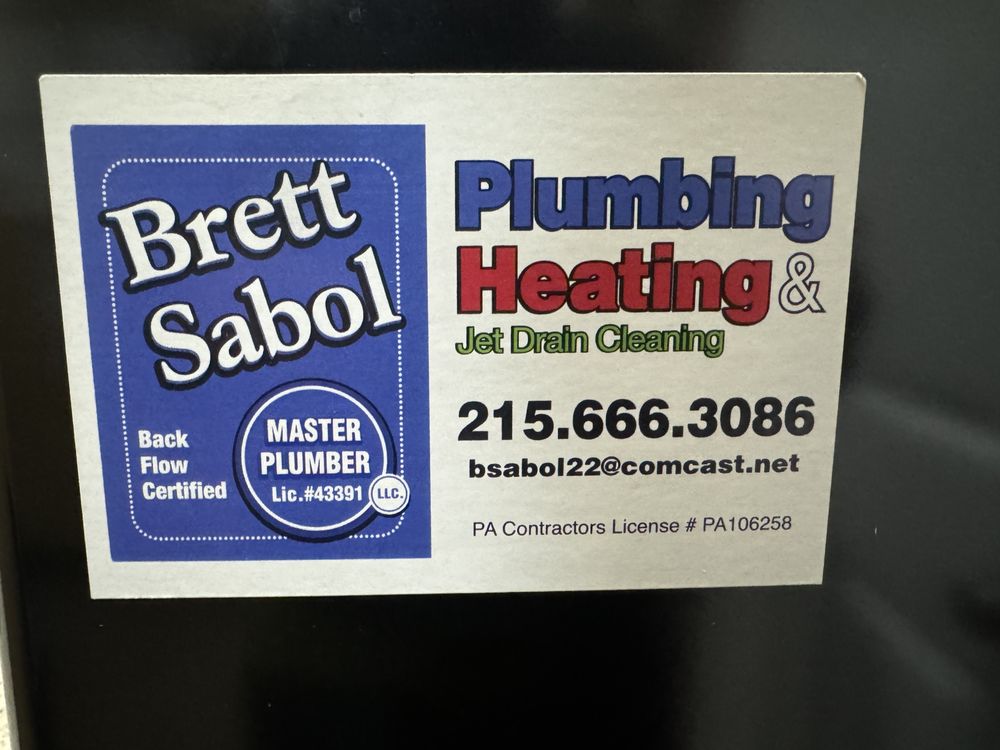 Brett
Sabol
Back
Flow
Certified
MASTER
PLUMBER
Lic.#43391
LLC.
Plumbing
Heating &
Jet Drain Cleaning
215.666.3086
bsabol22@comcast.net
PA Contractors License # PA106258